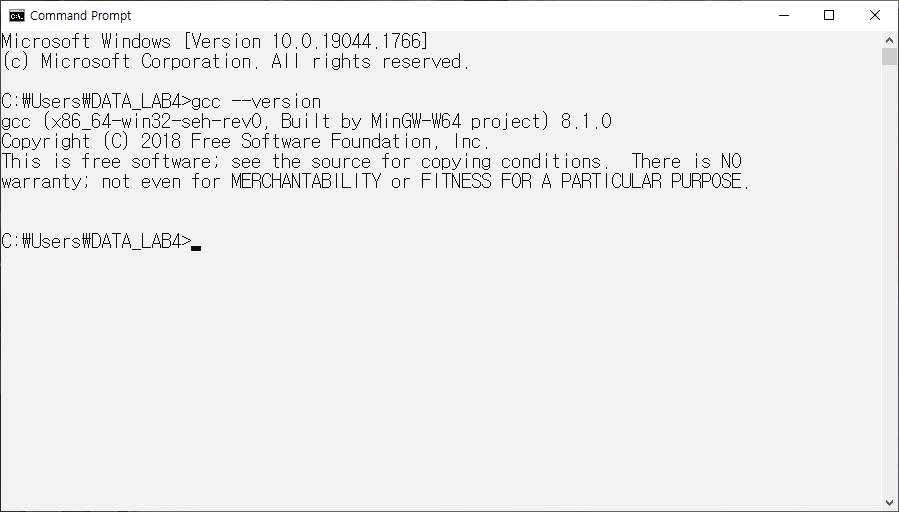 Command Prompt
Microsoft Windows [Version 10.0.19044.1766]
(c) Microsoft Corporation. All rights reserved.
C:₩Users₩DATA_LAB4>gcc --version
gcc (x86_64-win32-seh-rev0, Built by MinGW-W64 project) 8.1.0
Copyright (C) 2018 Free Software Foundation, Inc.
This is free software; see the source for copying conditions.  There is NO
warranty; not even for MERCHANTABILITY or FITNESS FOR A PARTICULAR PURPOSE.
C:₩Users₩DATA_LAB4>